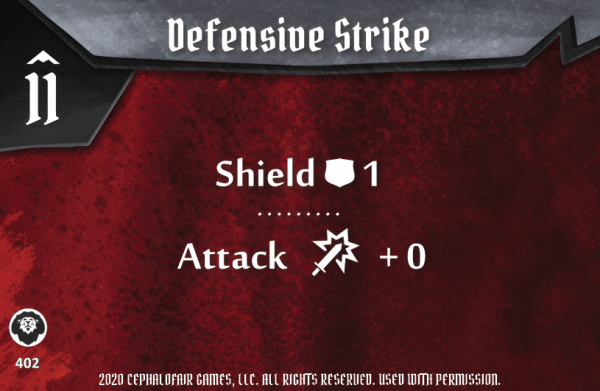 Defensive Strike
11
Shield 1
Attack + 0
402
2020 CEPHALOFAIR GAMES, LLC. ALL RIGHTS RESERVED. USED WITH PERMISSION.